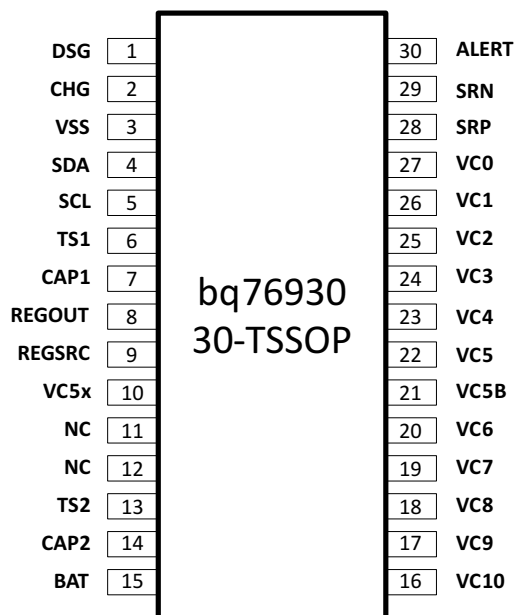 DSG 1 30 ALERT
CHG 2 29 SRN
VSS 3 28 SRP
SDA 4 27 VC0
SCL 5 26 VC1
TS1 6 25 VC2
CAP1 7 24 VC3
bq76930
30-TSSOP
REGOUT 8 23 VC4
REGSRC 9 22 VC5
VC5x 10 21 VC5B
NC 11 20 VC6
NC 12 19 VC7
TS2 13 18 VC8
CAP2 14 17 VC9
BAT 15 16 VC10